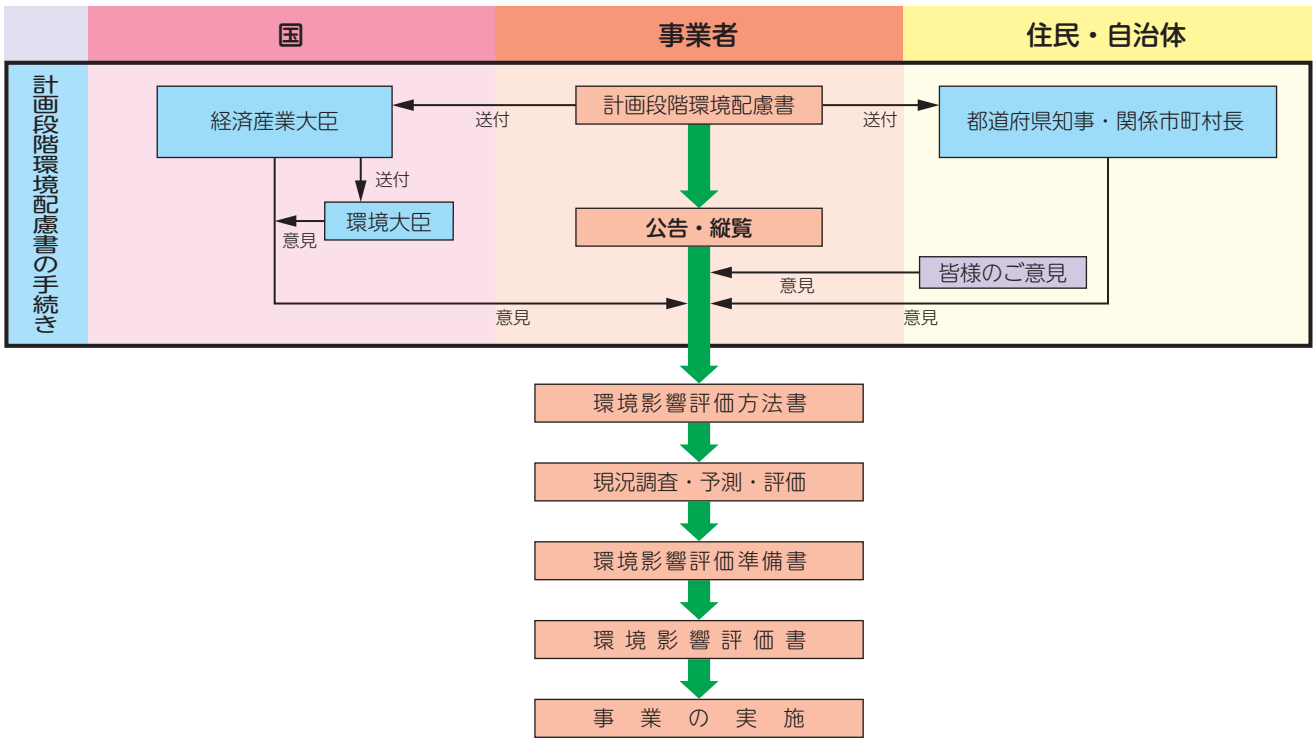 国
事業者
住民・自治体
計画段階環境配慮書の手続き
経済産業大臣
送付
計画段階環境配慮書
送付
都道府県知事・関係市町村長
送付
環境大臣
意見
公告・縦覧
皆様のご意見
意見
意見
意見
環境影響評価方法書
現況調査・予測・評価
環境影響評価準備書
環境影響評価書
事業の実施